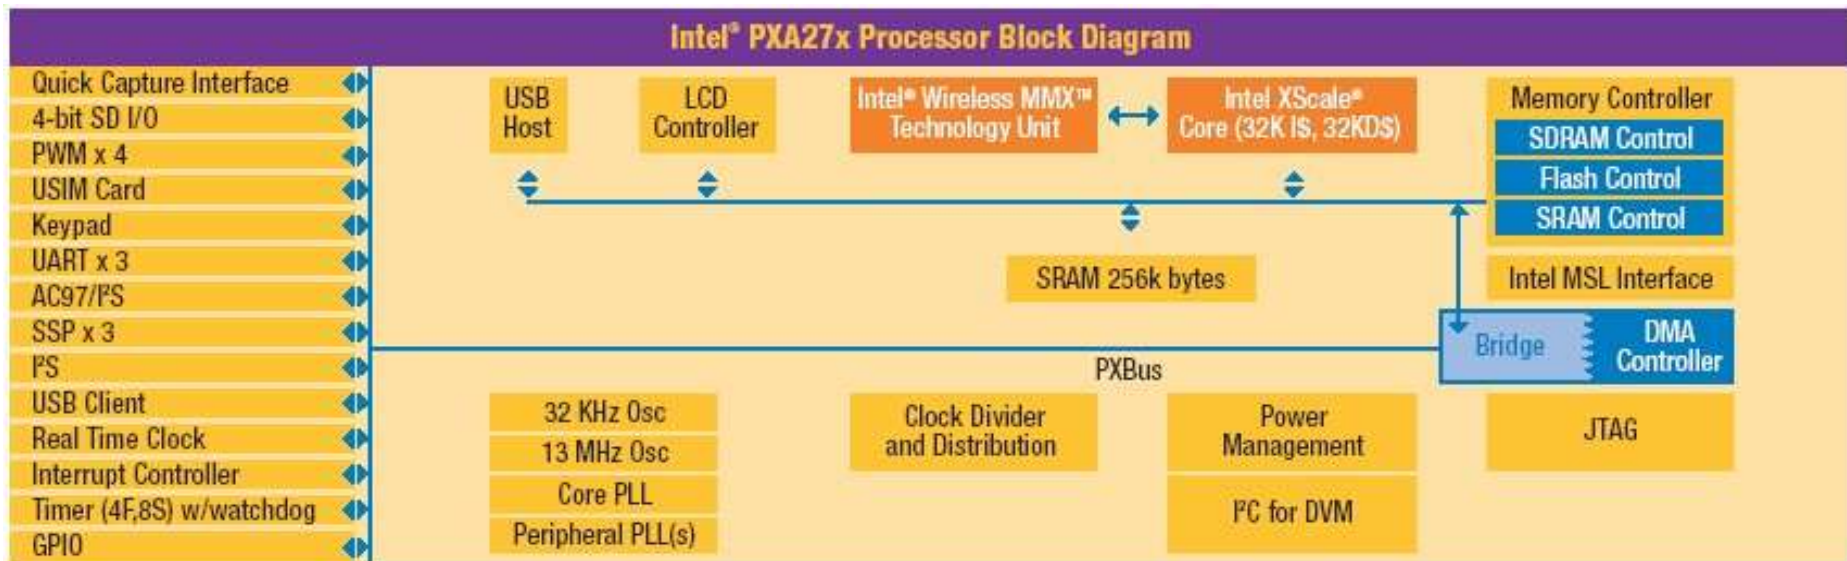 Intel® PXA27x Processor Block Diagram
Quick Capture Interface
4-bit SD I/O
PWM x 4
USIM Card
Keypad
UART x 3
AC97/I²S
SSP x 3
I²S
USB Client
Real Time Clock
Interrupt Controller
Timer (4F,8S) w/watchdog
GPIO
USB
Host
LCD
Controller
Intel® Wireless MMX™
Technology Unit
Intel XScale®
Core (32K I$, 32KD$)
Memory Controller
SDRAM Control
Flash Control
SRAM Control
SRAM 256k bytes
Intel MSL Interface
Bridge
DMA
Controller
PXBus
32 KHz Osc
13 MHz Osc
Core PLL
Peripheral PLL(s)
Clock Divider
and Distribution
Power
Management
I²C for DVM
JTAG